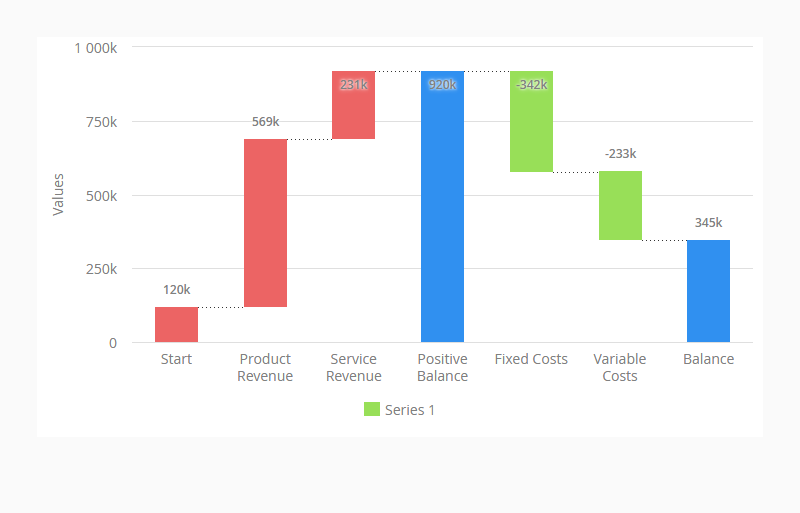 1 000k
750k
500k
250k
0
Values
120k
569k
231k
920k
-342k
-233k
345k
Start
Product
Revenue
Service
Revenue
Positive
Balance
Fixed Costs
Variable
Costs
Balance
Series 1